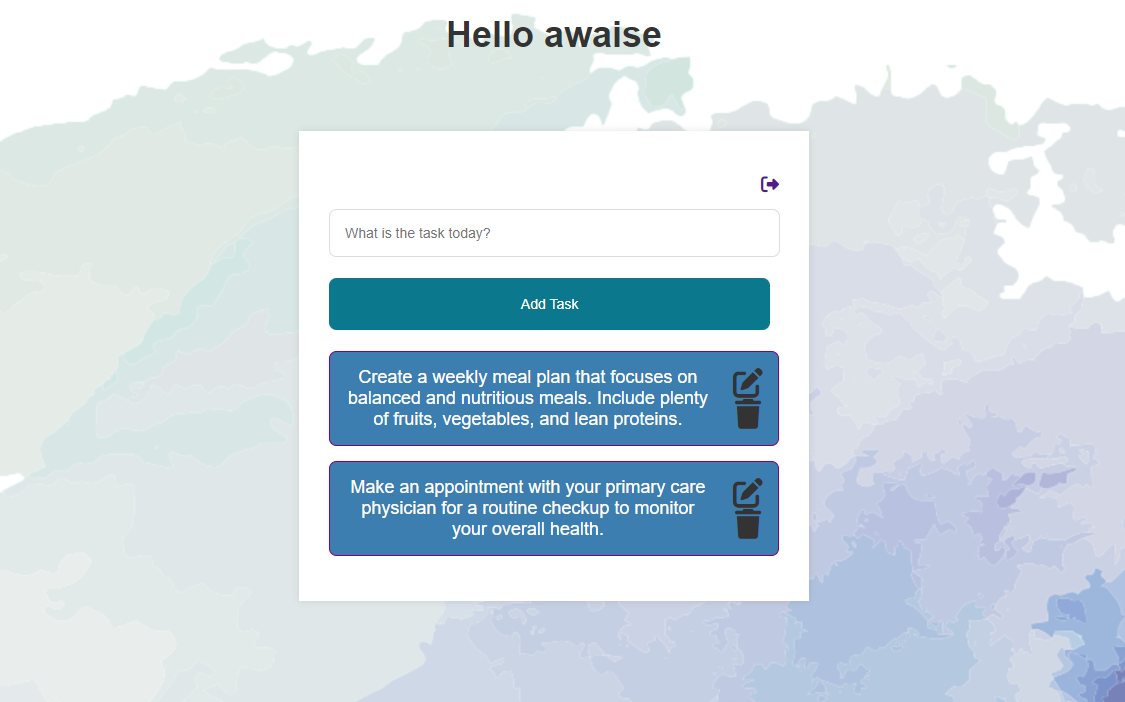 Hello awaise
What is the task today?
Add Task
Create a weekly meal plan that focuses on
balanced and nutritious meals. Include plenty
of fruits, vegetables, and lean proteins.
Make an appointment with your primary care
physician for a routine checkup to monitor
your overall health.